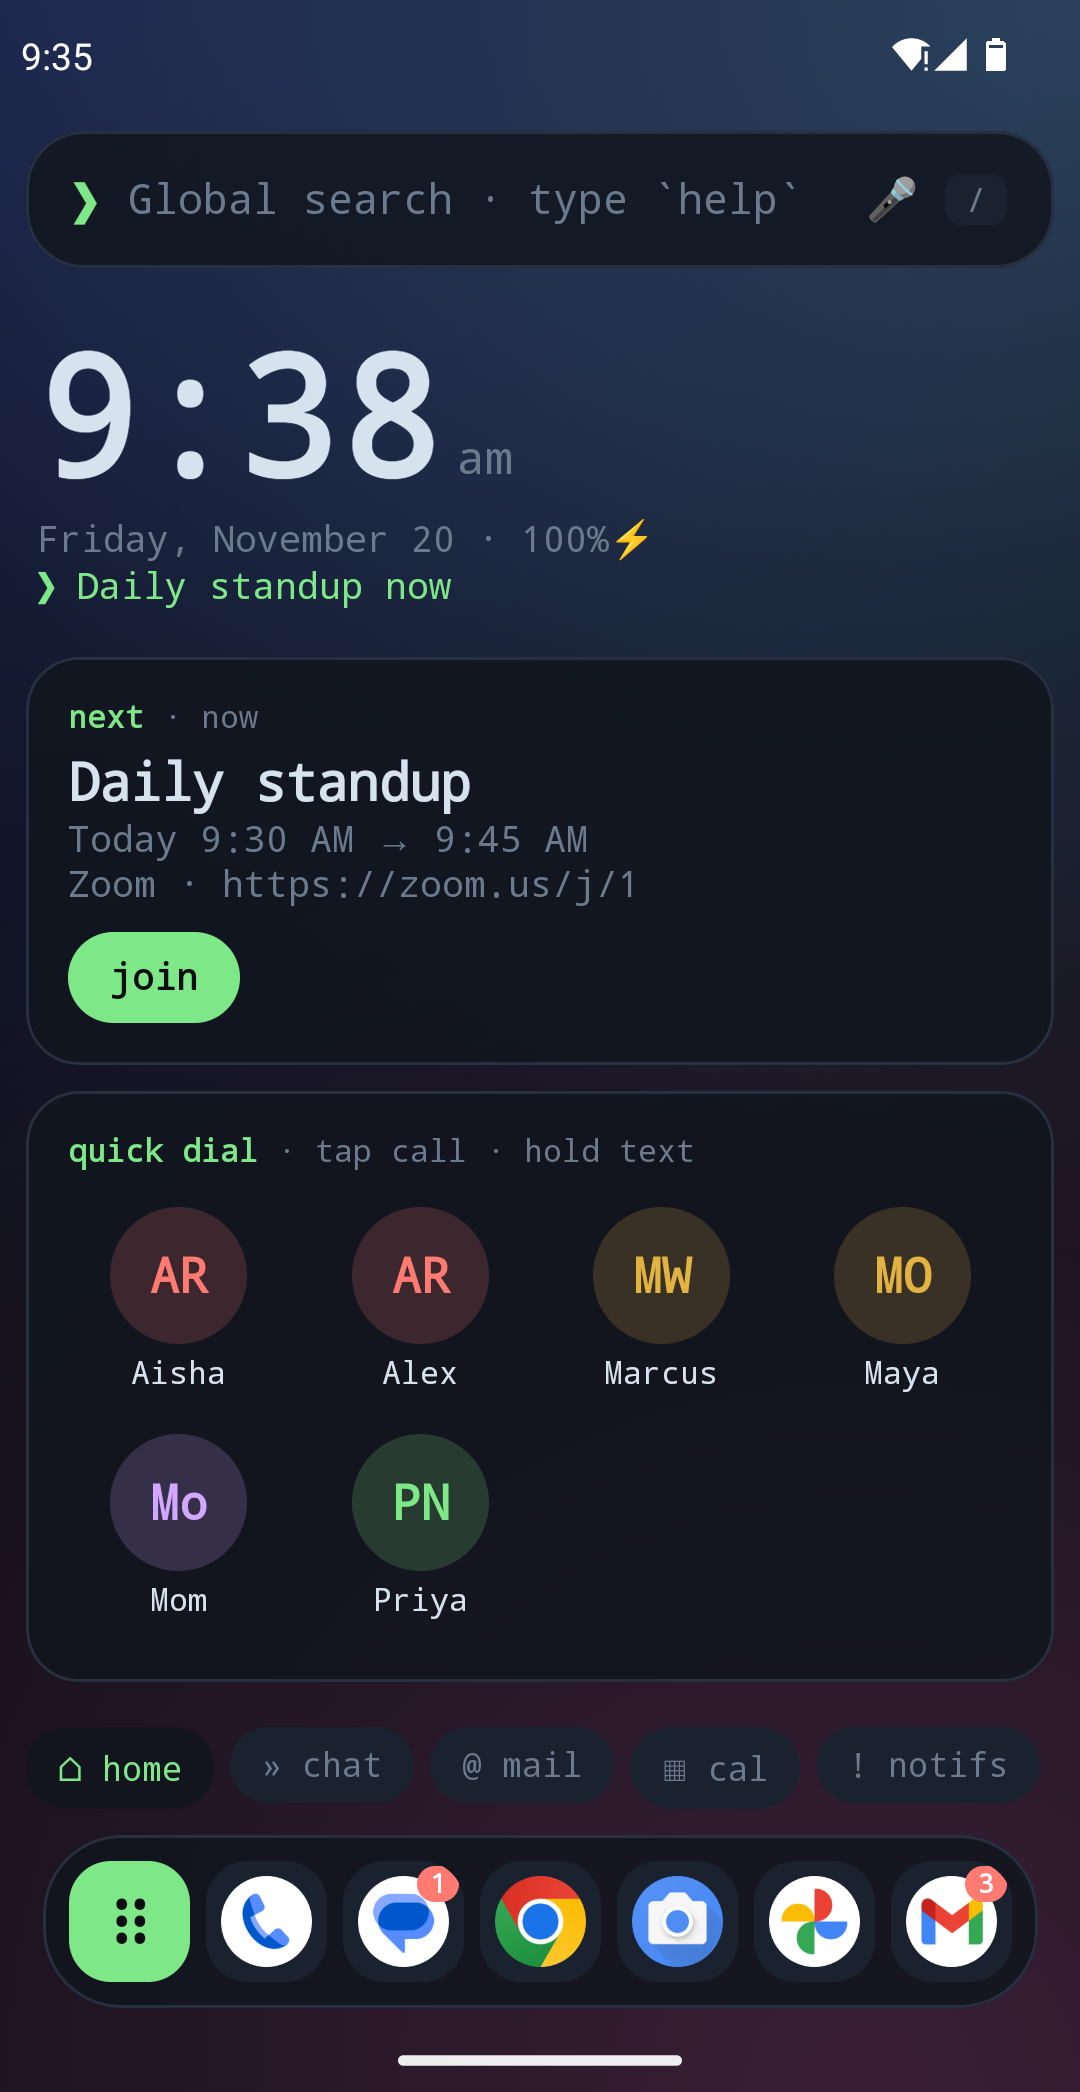 9:35
❯ Global search · type `help` /
9:38 am
Friday, November 20 · 100%⚡
❯ Daily standup now
next · now
Daily standup
Today 9:30 AM → 9:45 AM
Zoom · https://zoom.us/j/1
join
quick dial · tap call · hold text
AR AR MW MO
Aisha Alex Marcus Maya
Mo PN
Mom Priya
⌂ home » chat @ mail ▦ cal ! notifs
1 3